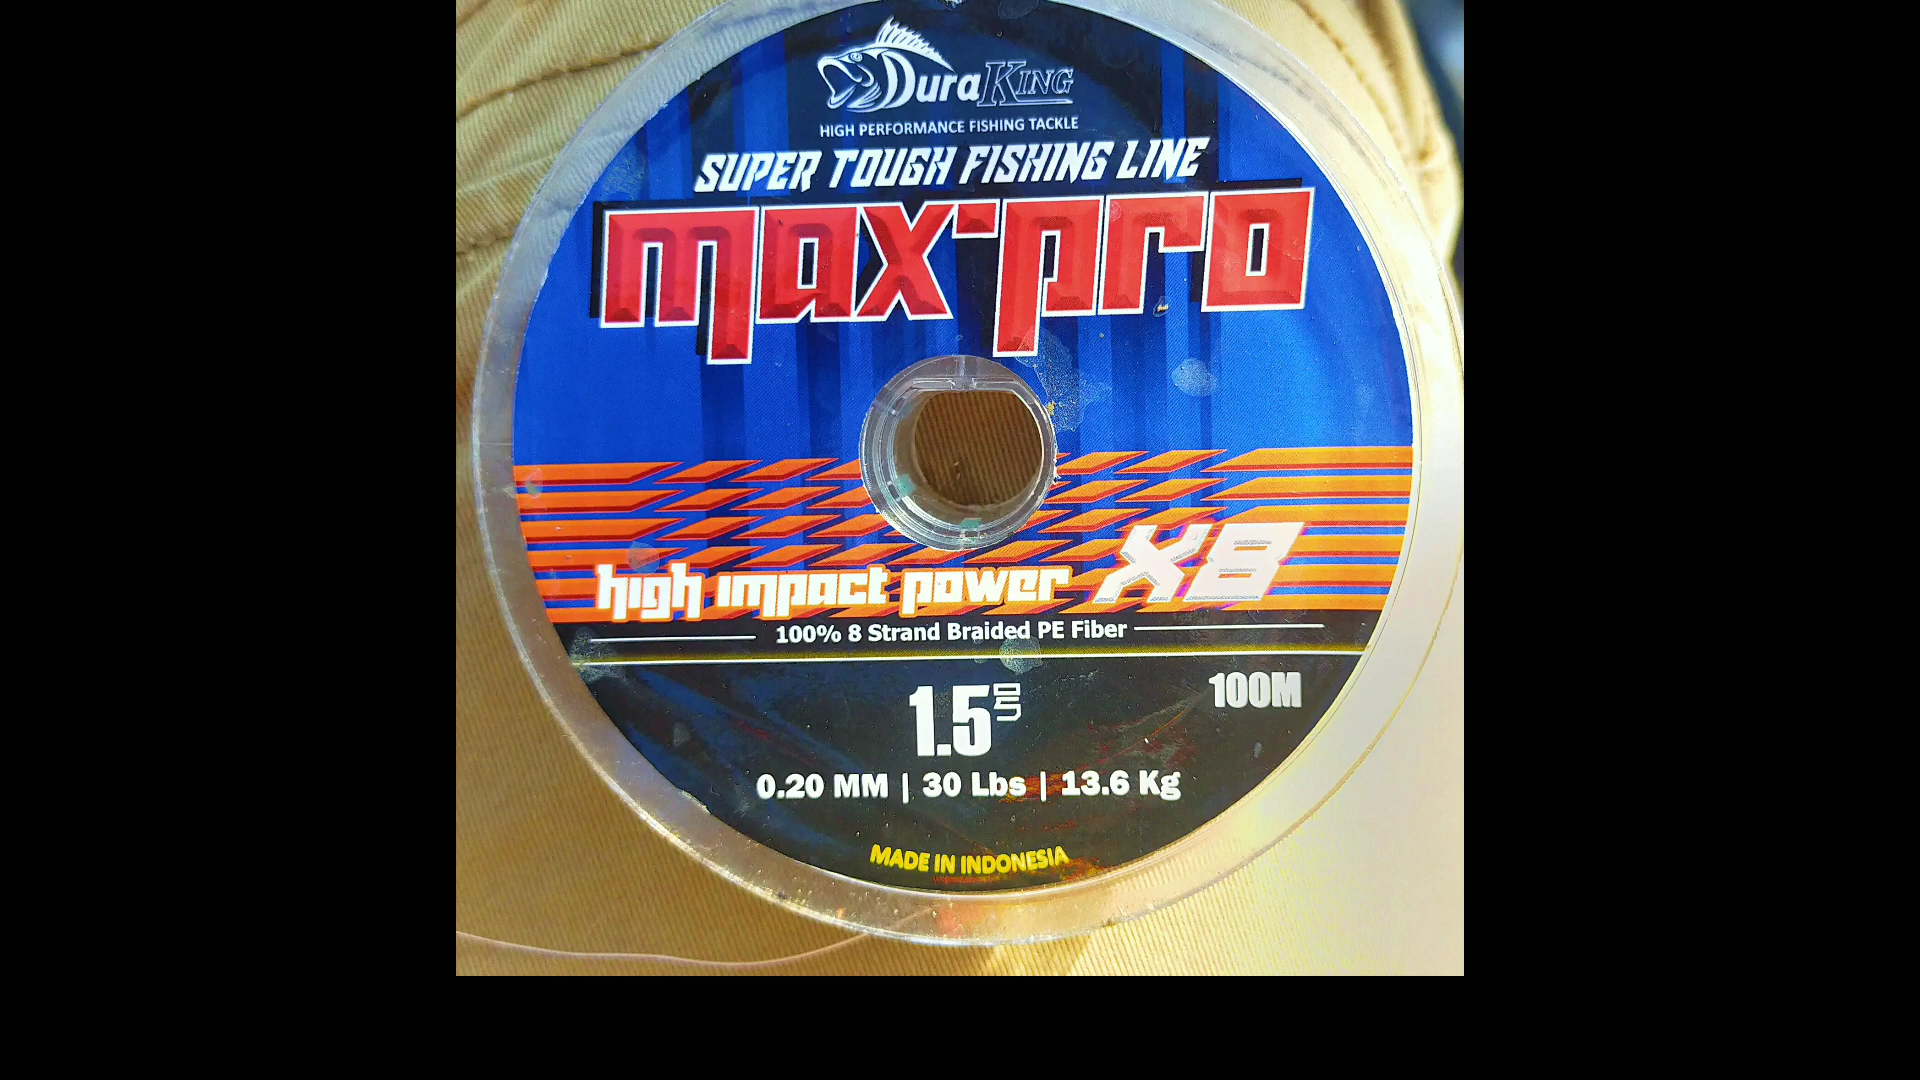 DuraKing
HIGH PERFORMANCE FISHING TACKLE
SUPER TOUGH FISHING LINE
max pro
high impact power X8
100% 8 Strand Braided PE Fiber
1.5
100M
0.20 MM | 30 Lbs | 13.6 Kg
MADE IN INDONESIA